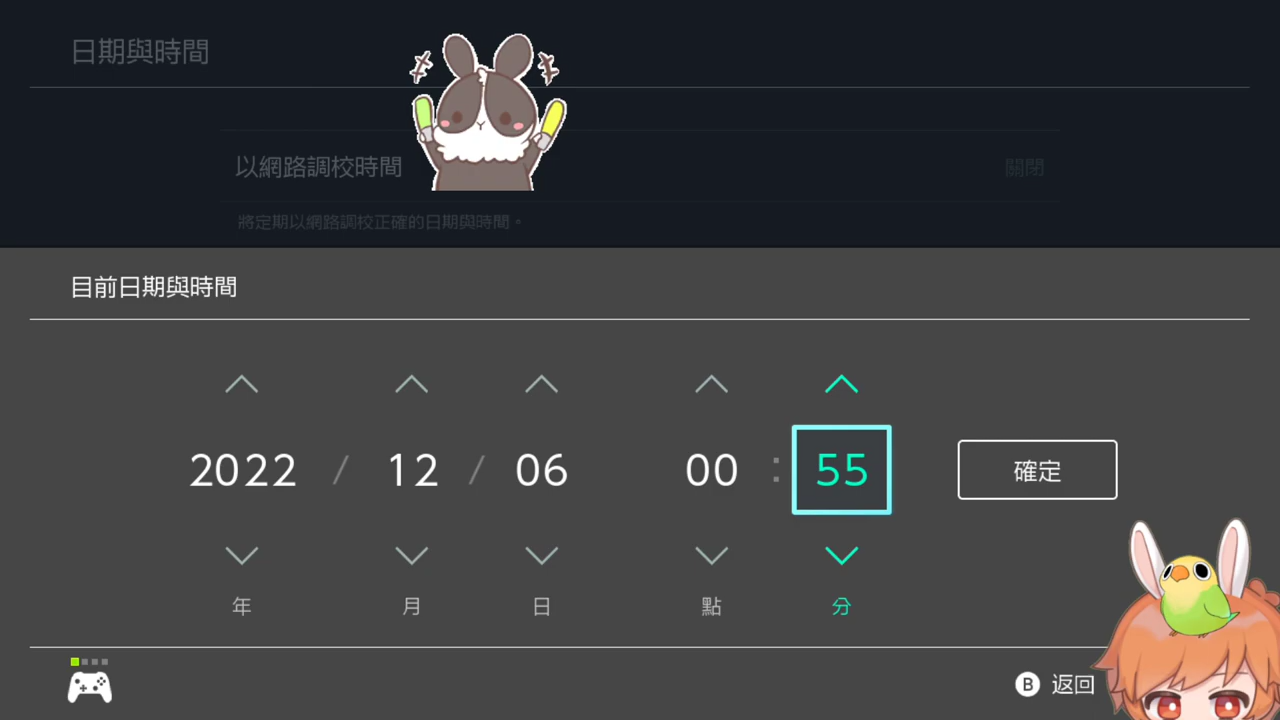 日期與時間
以網路調校時間 關閉
將定期以網路調校正確的日期與時間。
目前日期與時間
2022 / 12 / 06 00 : 55 確定
年 月 日 點 分
B 返回